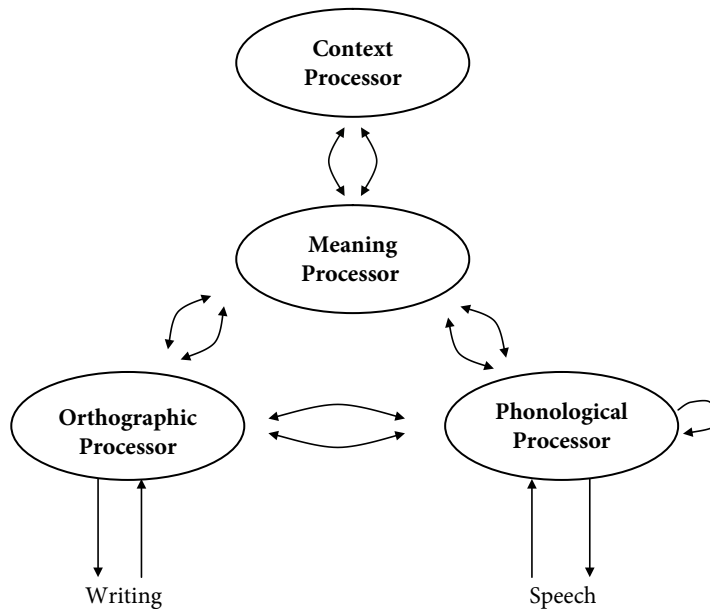 Context
Processor
Meaning
Processor
Orthographic
Processor
Phonological
Processor
Writing
Speech